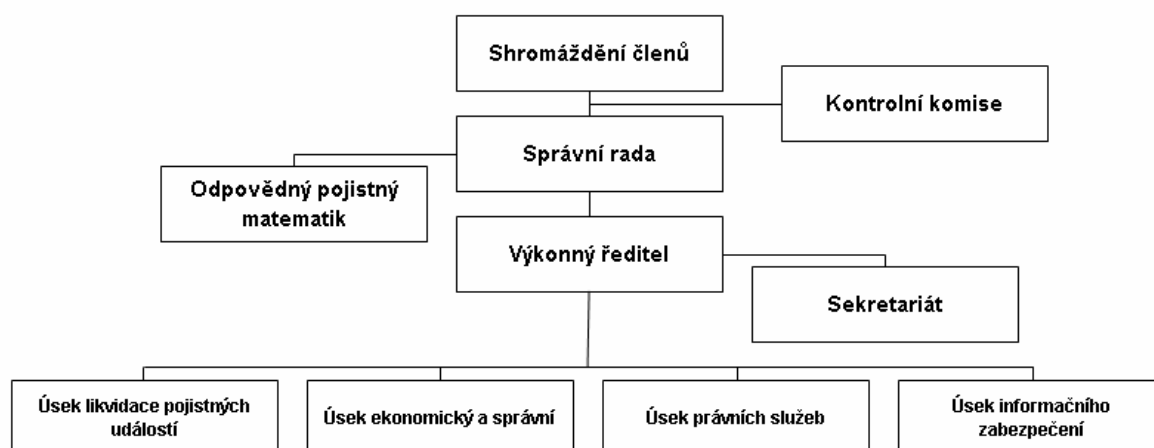 Shromáždění členů
Kontrolní komise
Správní rada
Odpovědný pojistný
matematik
Výkonný ředitel
Sekretariát
Úsek likvidace pojistných
událostí
Úsek ekonomický a správní
Úsek právních služeb
Úsek informačního
zabezpečení